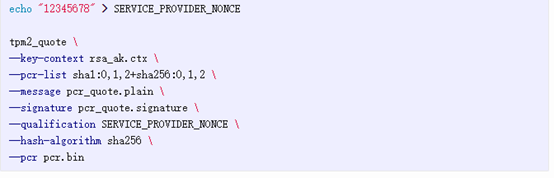 echo "12345678" > SERVICE_PROVIDER_NONCE
tpm2_quote \
--key-context rsa_ak.ctx \
--pcr-list sha1:0,1,2+sha256:0,1,2 \
--message pcr_quote.plain \
--signature pcr_quote.signature \
--qualification SERVICE_PROVIDER_NONCE \
--hash-algorithm sha256 \
--pcr pcr.bin